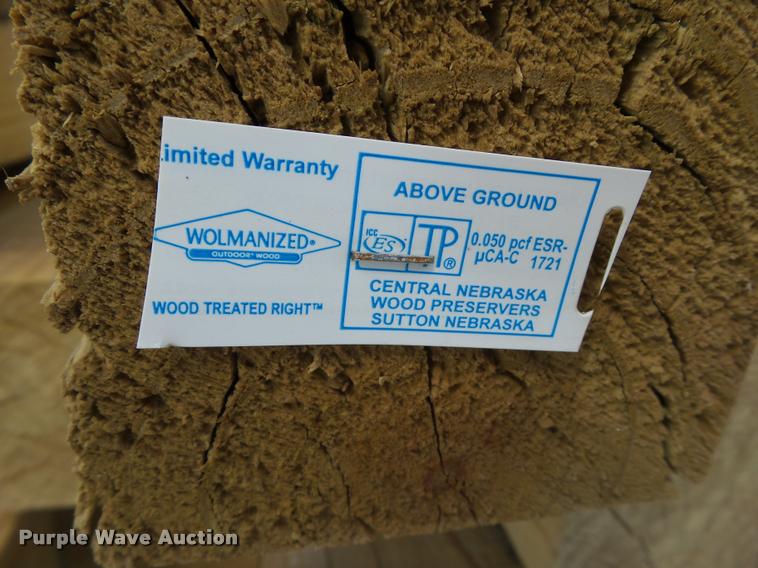 imited Warranty
WOLMANIZED®
OUTDOOR® WOOD
WOOD TREATED RIGHT™
ABOVE GROUND
ICC
ES
TP®
0.050 pcf ESR-
µCA-C 1721
CENTRAL NEBRASKA
WOOD PRESERVERS
SUTTON NEBRASKA
Purple Wave Auction